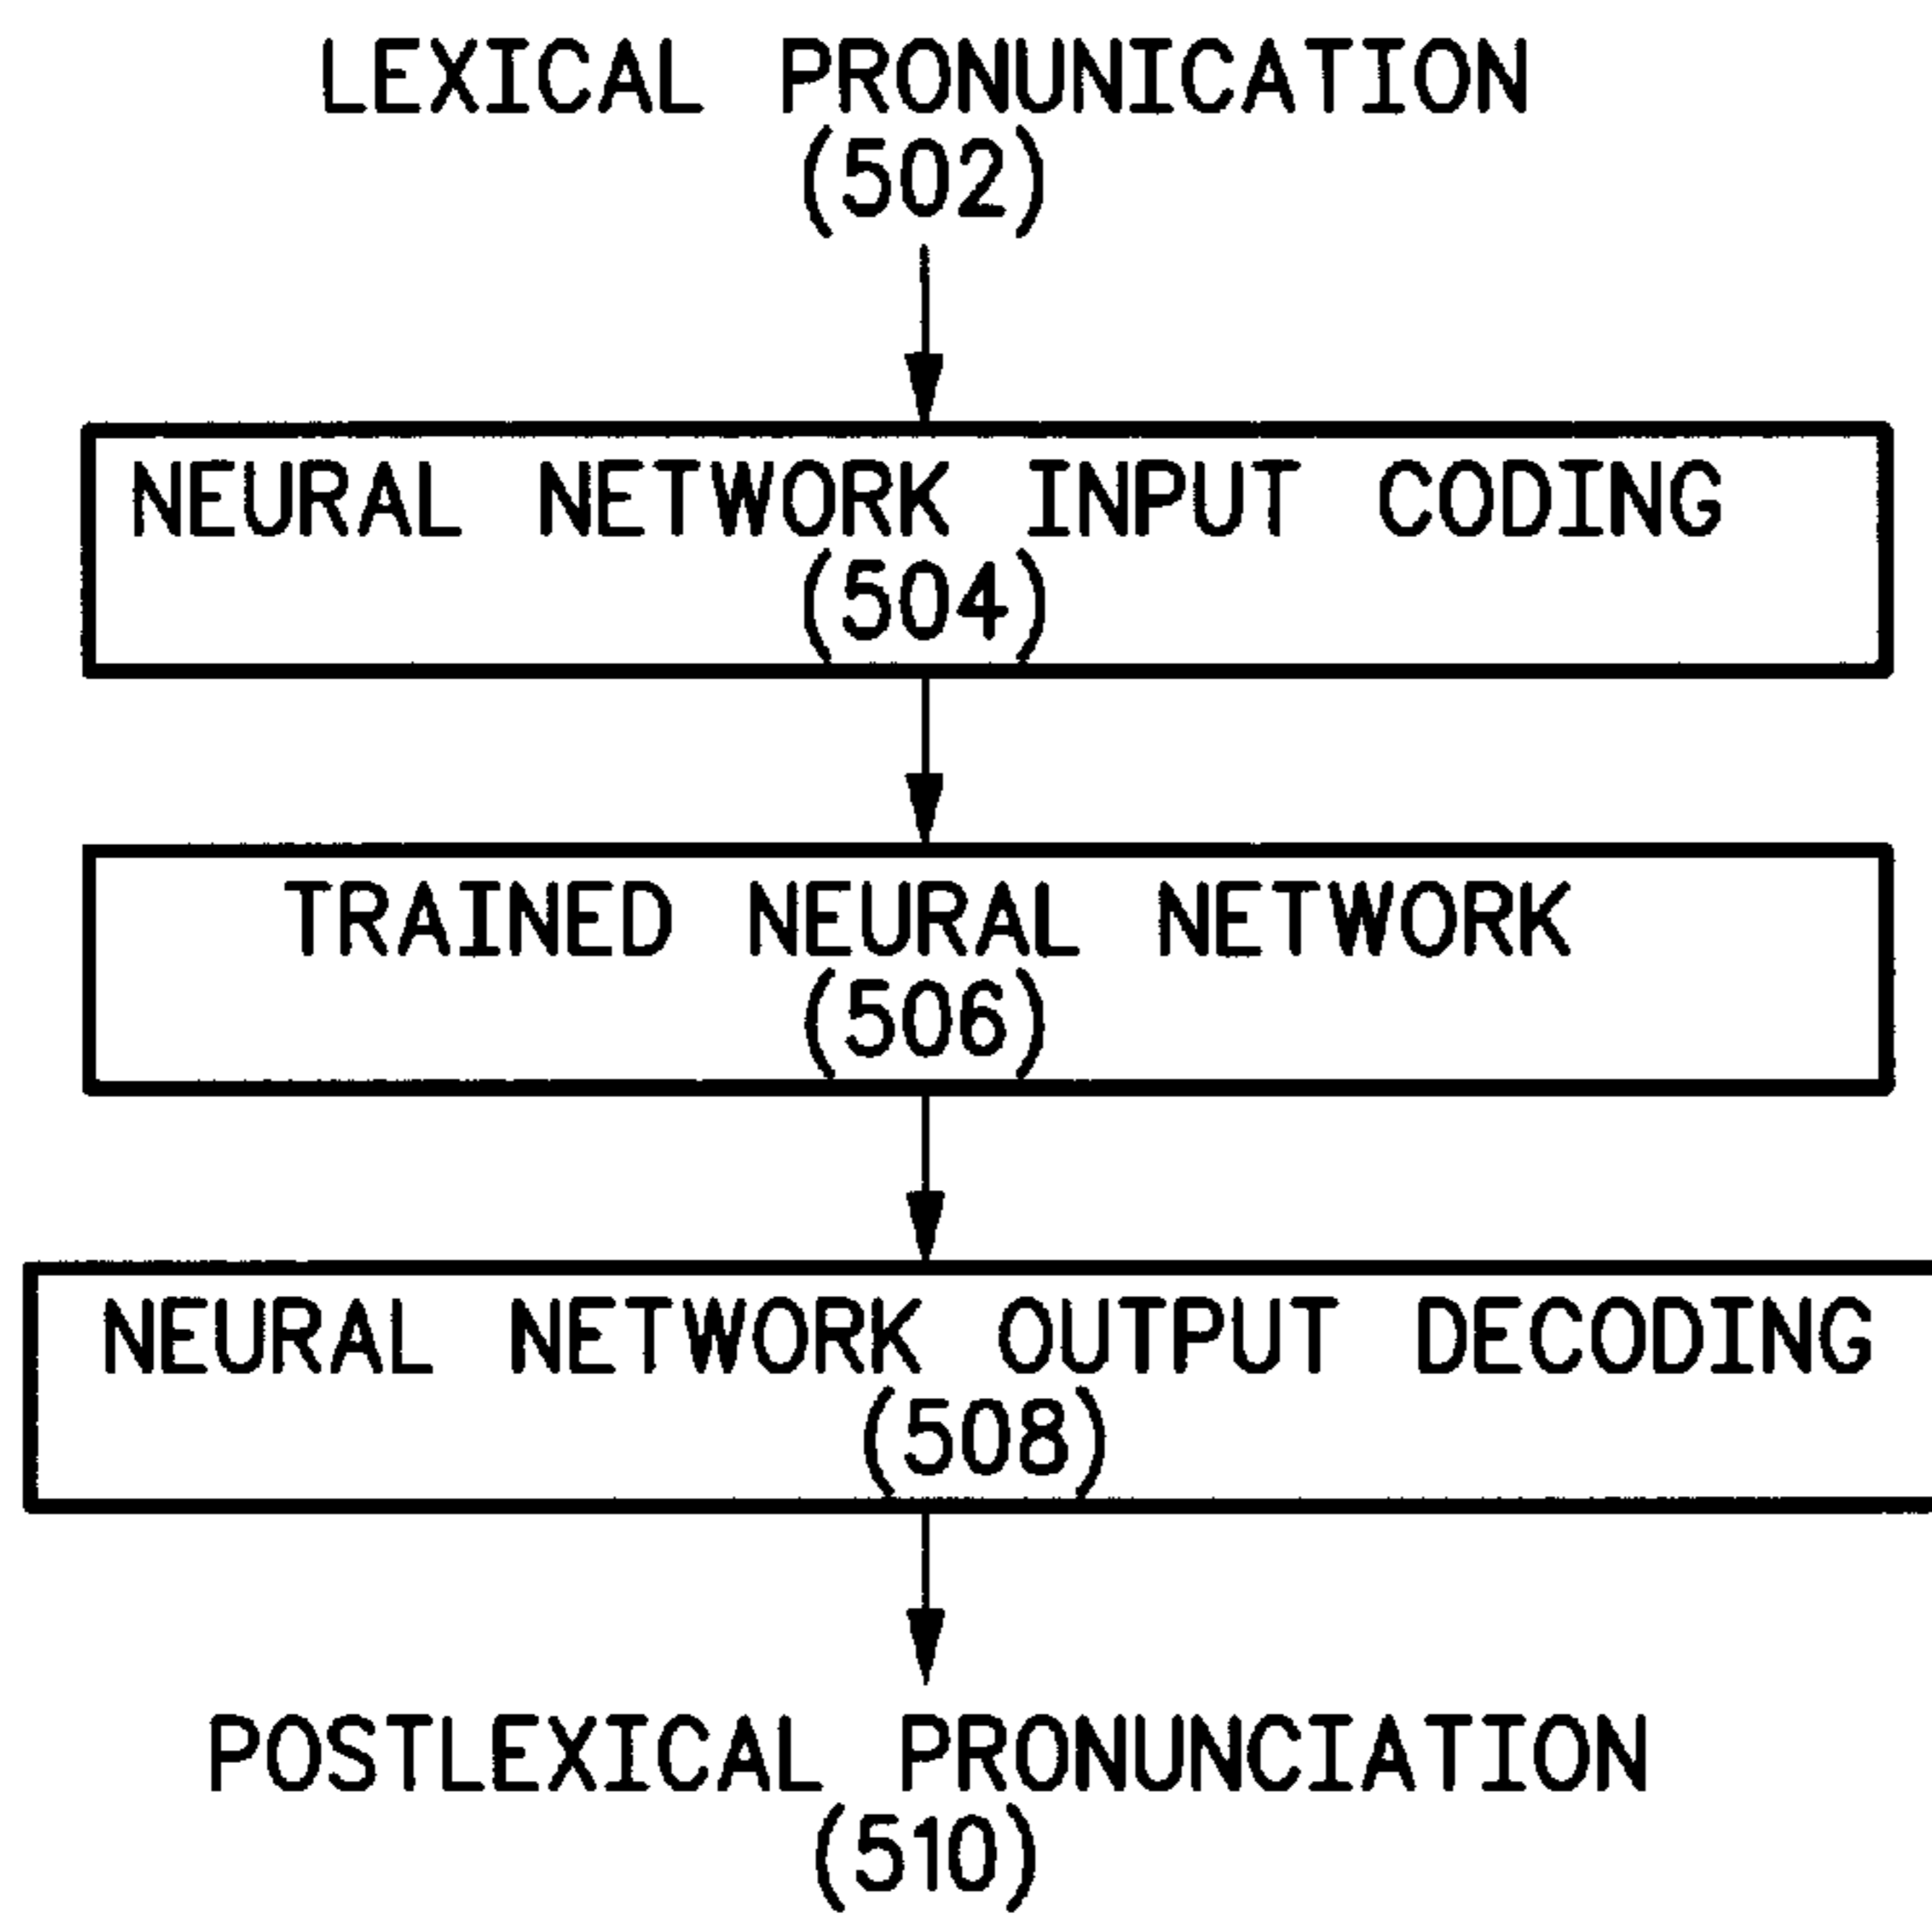 LEXICAL PRONUNICATION
(502)
NEURAL NETWORK INPUT CODING
(504)
TRAINED NEURAL NETWORK
(506)
NEURAL NETWORK OUTPUT DECODING
(508)
POSTLEXICAL PRONUNCIATION
(510)